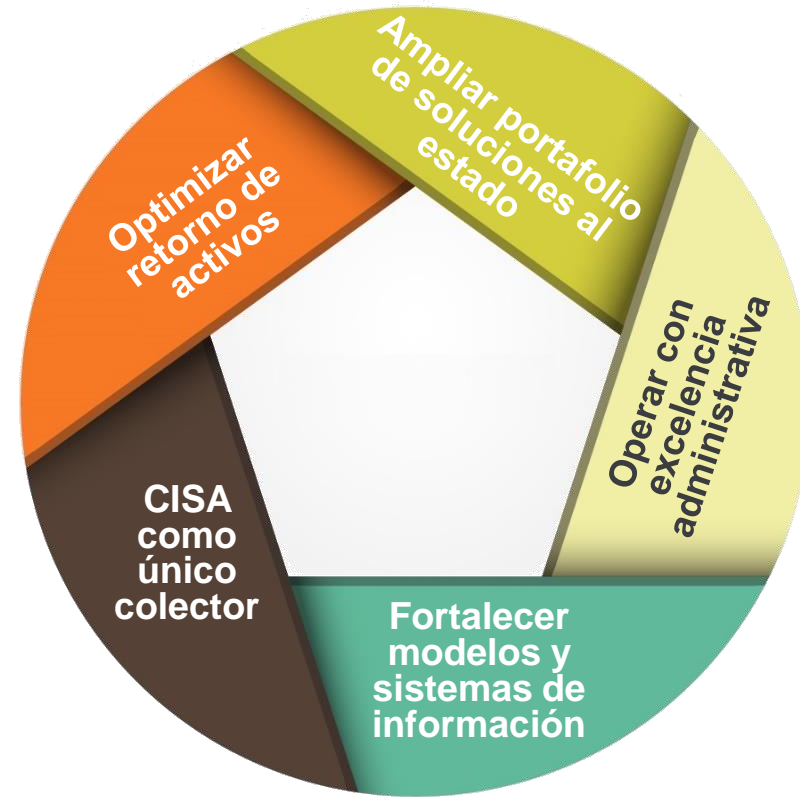 Ampliar portafolio
de soluciones al
estado
Optimizar
retorno de
activos
Operar con
excelencia
administrativa
CISA
como
único
colector
Fortalecer
modelos y
sistemas de
información